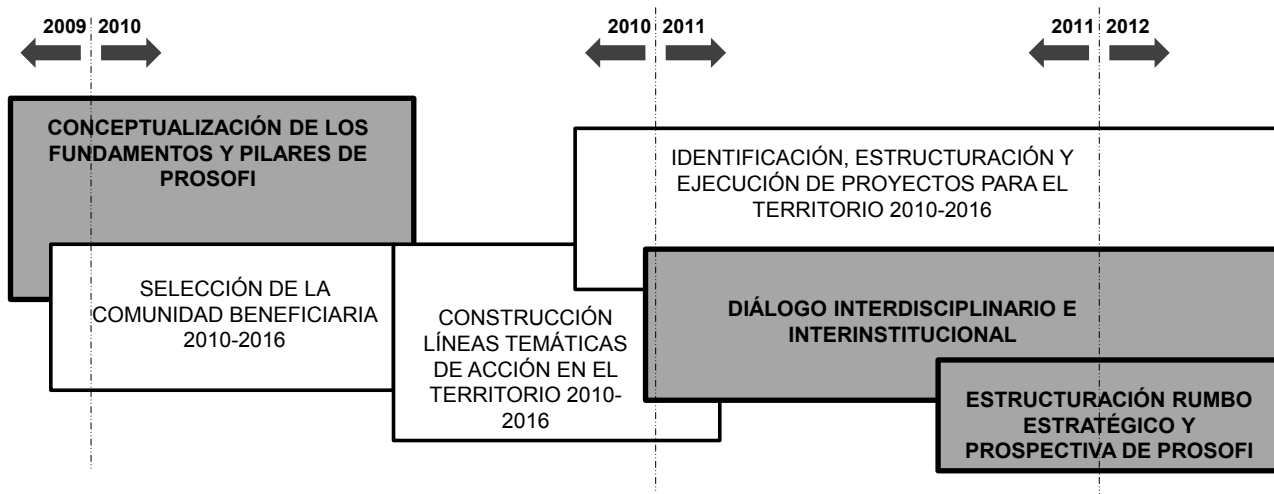 2009 2010
2010 2011
2011 2012
CONCEPTUALIZACIÓN DE LOS
FUNDAMENTOS Y PILARES DE
PROSOFI
IDENTIFICACIÓN, ESTRUCTURACIÓN Y
EJECUCIÓN DE PROYECTOS PARA EL
TERRITORIO 2010-2016
SELECCIÓN DE LA
COMUNIDAD BENEFICIARIA
2010-2016
CONSTRUCCIÓN
LÍNEAS TEMÁTICAS
DE ACCIÓN EN EL
TERRITORIO 2010-
2016
DIÁLOGO INTERDISCIPLINARIO E
INTERINSTITUCIONAL
ESTRUCTURACIÓN RUMBO
ESTRATÉGICO Y
PROSPECTIVA DE PROSOFI